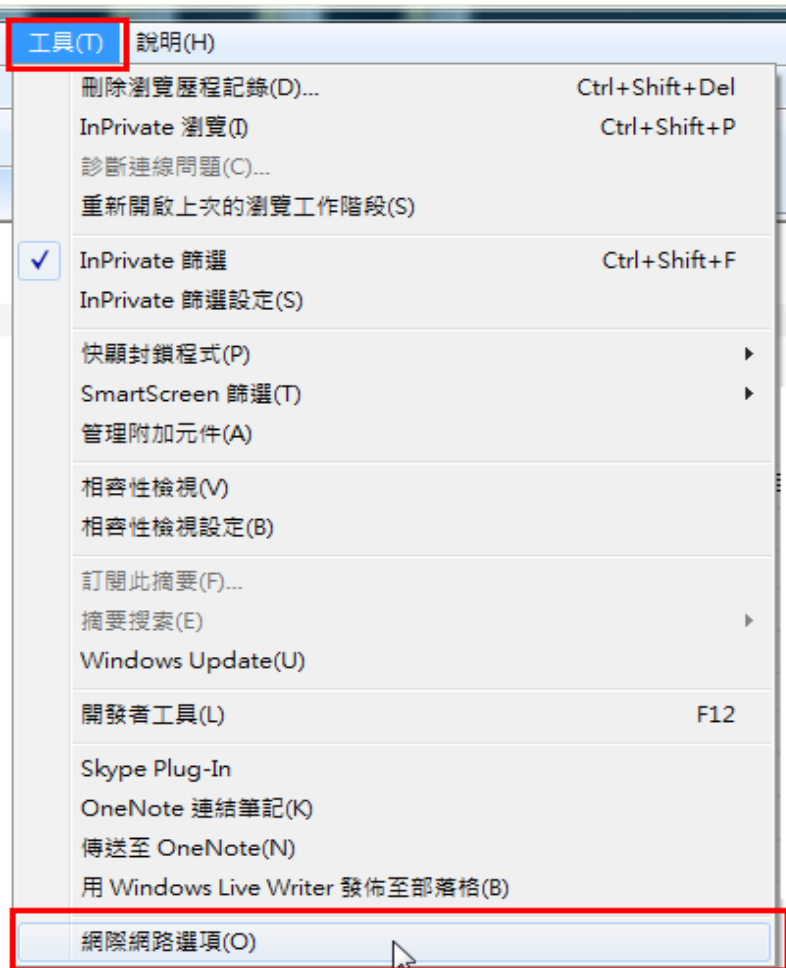 工具(T) 說明(H)
刪除瀏覽歷程記錄(D)... Ctrl+Shift+Del
InPrivate 瀏覽(I) Ctrl+Shift+P
診斷連線問題(C)...
重新開啟上次的瀏覽工作階段(S)
InPrivate 篩選 Ctrl+Shift+F
InPrivate 篩選設定(S)
快顯封鎖程式(P)
SmartScreen 篩選(T)
管理附加元件(A)
相容性檢視(V)
相容性檢視設定(B)
訂閱此摘要(F)...
摘要搜索(E)
Windows Update(U)
開發者工具(L) F12
Skype Plug-In
OneNote 連結筆記(K)
傳送至 OneNote(N)
用 Windows Live Writer 發佈至部落格(B)
網際網路選項(O)